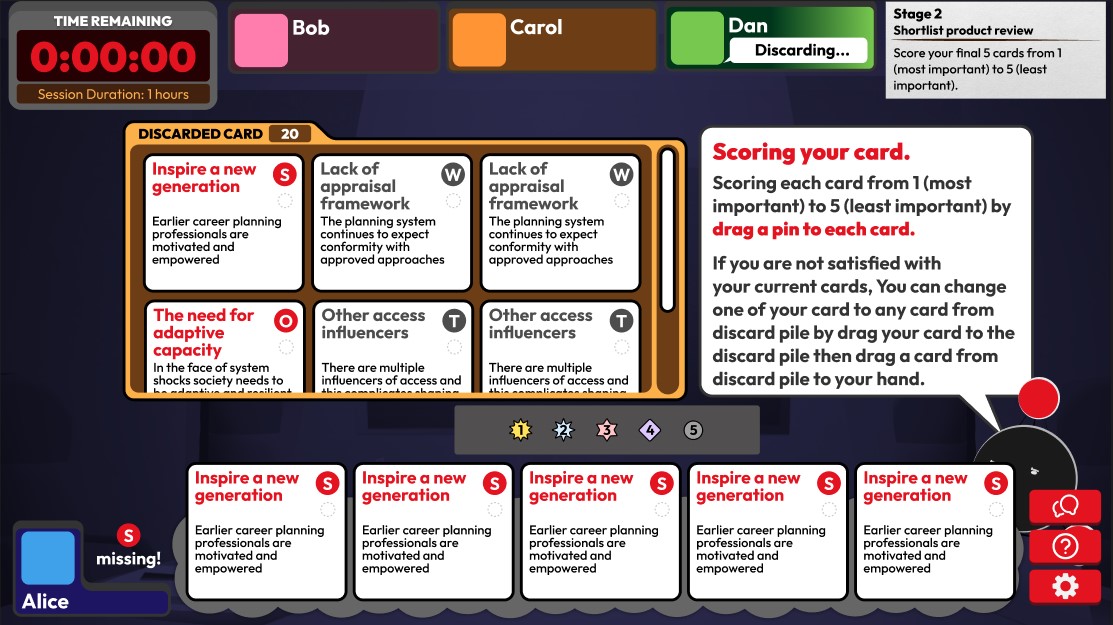 TIME REMAINING
0:00:00
Session Duration: 1 hours
Bob
Carol
Dan
Discarding...
Stage 2
Shortlist product review
Score your final 5 cards from 1
(most important) to 5 (least
important).
DISCARDED CARD 20
Inspire a new
generation
S
Earlier career planning
professionals are
motivated and
empowered
Lack of
appraisal
framework
W
The planning system
continues to expect
conformity with
approved approaches
Lack of
appraisal
framework
W
The planning system
continues to expect
conformity with
approved approaches
The need for
adaptive
capacity
O
In the face of system
shocks society needs to
be adaptive and resilient
Other access
influencers
T
There are multiple
influencers of access and
this complicates shaping
Other access
influencers
T
There are multiple
influencers of access and
this complicates shaping
Scoring your card.
Scoring each card from 1 (most
important) to 5 (least important) by
drag a pin to each card.
If you are not satisfied with
your current cards, You can change
one of your card to any card from
discard pile by drag your card to the
discard pile then drag a card from
discard pile to your hand.
1 2 3 4 5
Inspire a new
generation
S
Earlier career planning
professionals are
motivated and
empowered
Inspire a new
generation
S
Earlier career planning
professionals are
motivated and
empowered
Inspire a new
generation
S
Earlier career planning
professionals are
motivated and
empowered
Inspire a new
generation
S
Earlier career planning
professionals are
motivated and
empowered
Inspire a new
generation
S
Earlier career planning
professionals are
motivated and
empowered
S
missing!
Alice
?